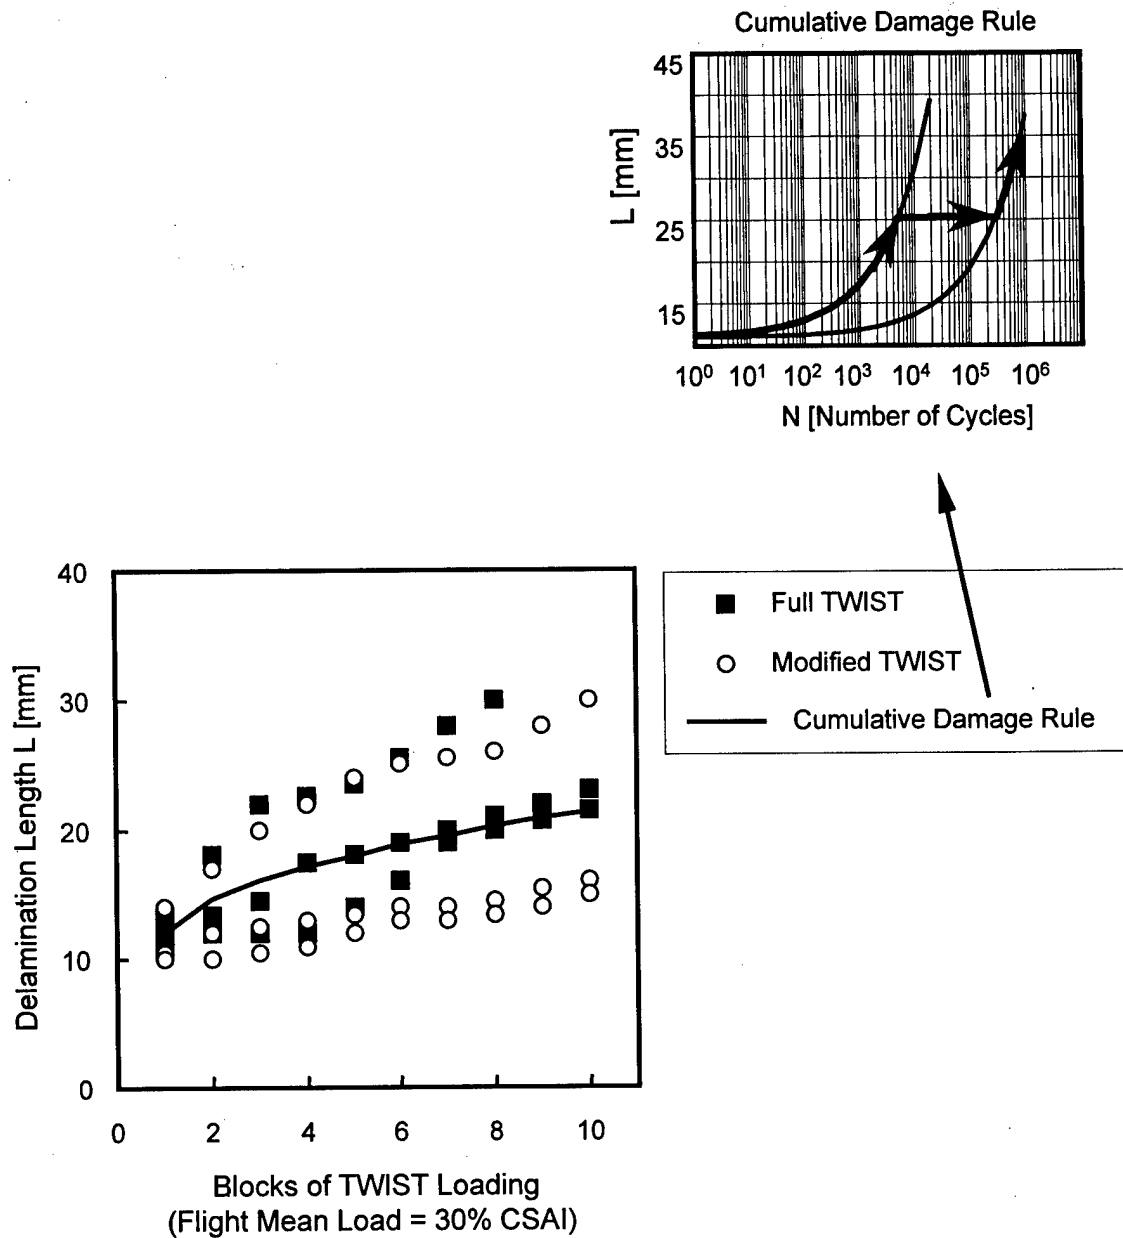 Cumulative Damage Rule
45
35
25
15
L [mm]
10⁰ 10¹ 10² 10³ 10⁴ 10⁵ 10⁶
N [Number of Cycles]
Full TWIST
Modified TWIST
Cumulative Damage Rule
40
30
20
10
0
Delamination Length L [mm]
0 2 4 6 8 10
Blocks of TWIST Loading
(Flight Mean Load = 30% CSAI)